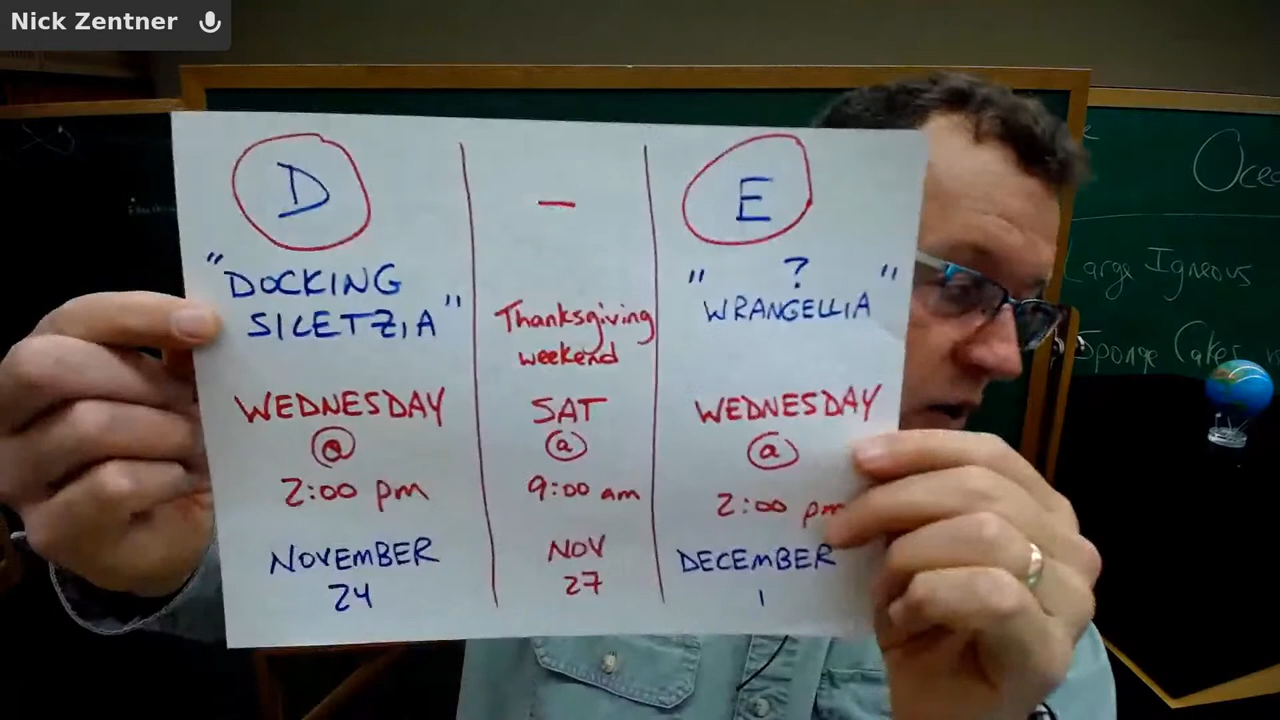 Nick Zentner
D
"DOCKING
SILETZIA"
WEDNESDAY
@
2:00 pm
NOVEMBER
24
—
Thanksgiving
weekend
SAT
@
9:00 am
NOV
27
E
" ? "
WRANGELLIA
WEDNESDAY
@
2:00 pm
DECEMBER
1
Large Igneous
Sponge Cakes